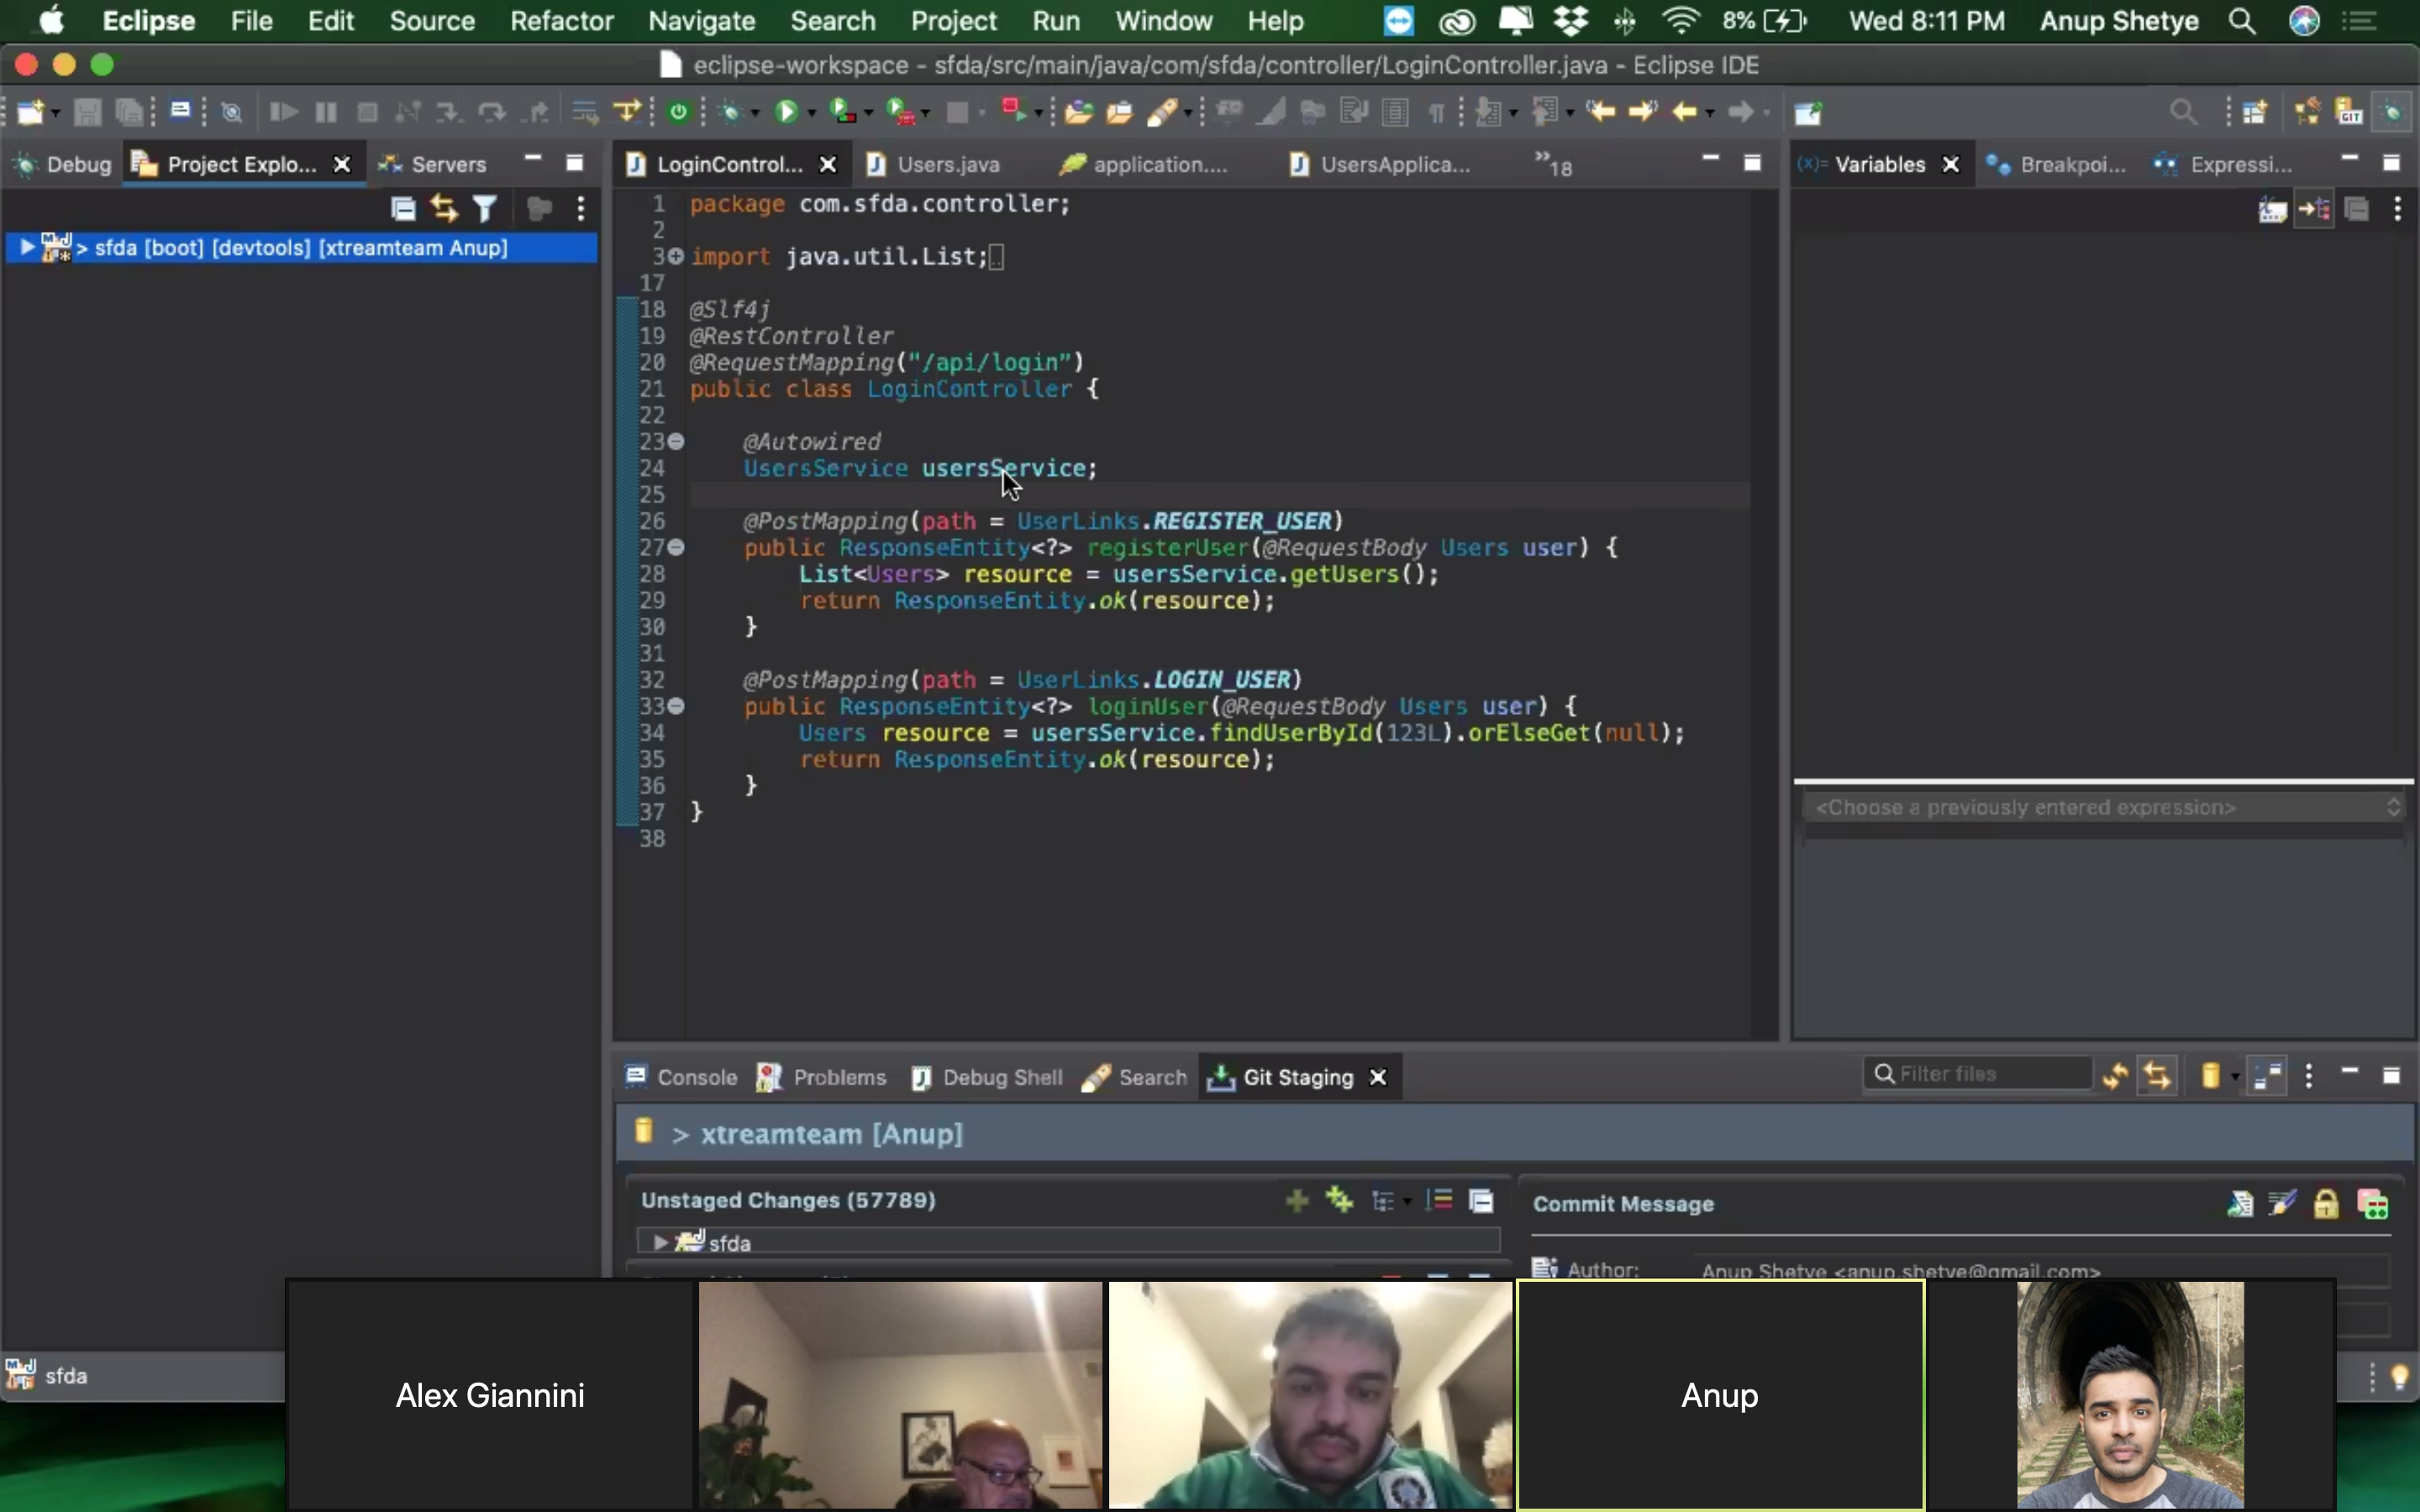 Eclipse File Edit Source Refactor Navigate Search Project Run Window Help 8% Wed 8:11 PM Anup Shetye
eclipse-workspace - sfda/src/main/java/com/sfda/controller/LoginController.java - Eclipse IDE
GIT
Debug Project Explo... Servers
LoginControl... Users.java application.... UsersApplica... »18
(x)= Variables Breakpoi... Expressi...
> sfda [boot] [devtools] [xtreamteam Anup]
1 package com.sfda.controller;
2
3 import java.util.List;
17
18 @Slf4j
19 @RestController
20 @RequestMapping("/api/login")
21 public class LoginController {
22
23 @Autowired
24 UsersService usersService;
25
26 @PostMapping(path = UserLinks.REGISTER_USER)
27 public ResponseEntity<?> registerUser(@RequestBody Users user) {
28 List<Users> resource = usersService.getUsers();
29 return ResponseEntity.ok(resource);
30 }
31
32 @PostMapping(path = UserLinks.LOGIN_USER)
33 public ResponseEntity<?> loginUser(@RequestBody Users user) {
34 Users resource = usersService.findUserById(123L).orElseGet(null);
35 return ResponseEntity.ok(resource);
36 }
37 }
38
<Choose a previously entered expression>
Console Problems Debug Shell Search Git Staging
Filter files
> xtreamteam [Anup]
Unstaged Changes (57789)
sfda
Commit Message
Author: Anup Shetye <anup.shetye@gmail.com>
sfda
Alex Giannini
Anup